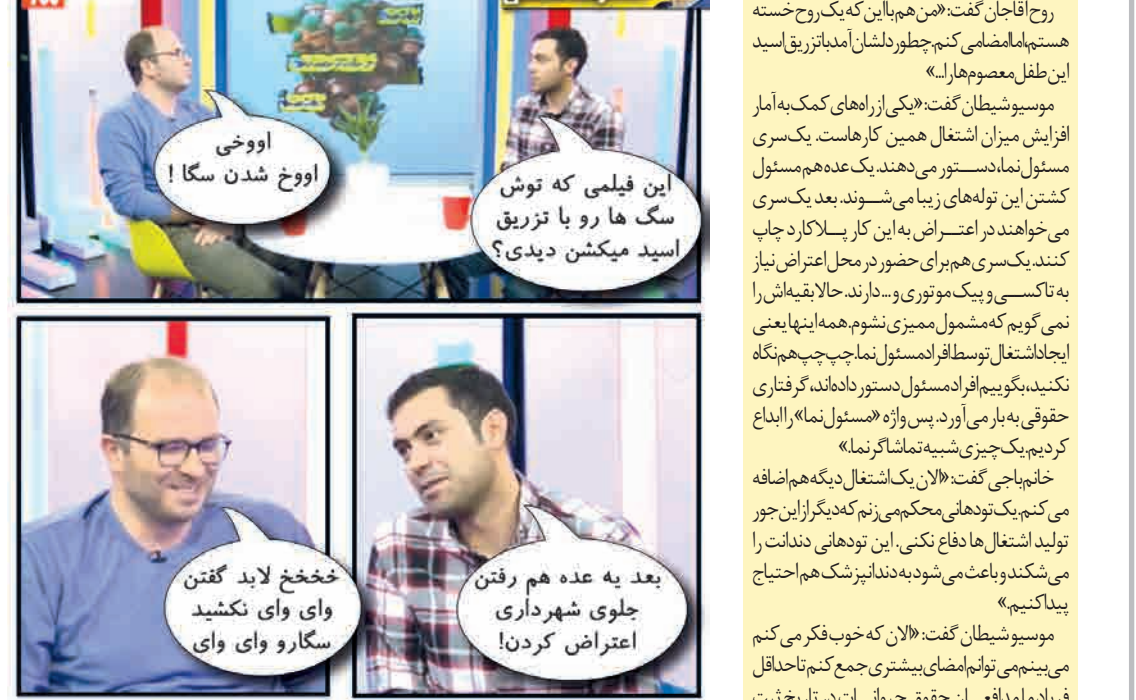 این فیلمی که توش
سگ ها رو با تزریق
اسید میکشن دیدی؟
اووخی
اووخ شدن سگا !
بعد یه عده هم رفتن
جلوی شهرداری
اعتراض کردن!
خخخخ لابد گفتن
وای وای نکشید
سگارو وای وای
روح آقاجان گفت: «من هم با این که یک روح خسته
هستم، اما امضا می کنم. چطور دلشان آمد با تزریق اسید
این طفل معصوم ها را...»
موسیو شیطان گفت: «یکی از راه های کمک به آمار
افزایش میزان اشتغال همین کارهاست. یک سری
مسئول نما، دستور می دهند. یک عده هم مسئول
کشتن این توله های زیبا می شوند. بعد یک سری
می خواهند در اعتراض به این کار پلاکارد چاپ
کنند. یک سری هم برای حضور در محل اعتراض نیاز
به تاکسی و پیک موتوری و... دارند. حالا بقیه اش را
نمی گویم که مشمول ممیزی نشوم. همه اینها یعنی
ایجاد اشتغال توسط افراد مسئول نما. چپ چپ هم نگاه
نکنید، بگوییم افراد مسئول دستور داده اند، گرفتاری
حقوقی به بار می آورد. پس واژه «مسئول نما» را ابداع
کردیم. یک چیزی شبیه تماشاگرنما.»
خانم باجی گفت: «الان یک اشتغال دیگه هم اضافه
می کنم. یک تودهانی محکم می زنم که دیگر از این جور
تولید اشتغال ها دفاع نکنی. این تودهانی دندانت را
می شکند و باعث می شود به دندانپزشک هم احتیاج
پیدا کنیم.»
موسیو شیطان گفت: «الان که خوب فکر می کنم
می بینم می توانم امضای بیشتری جمع کنم تا حداقل